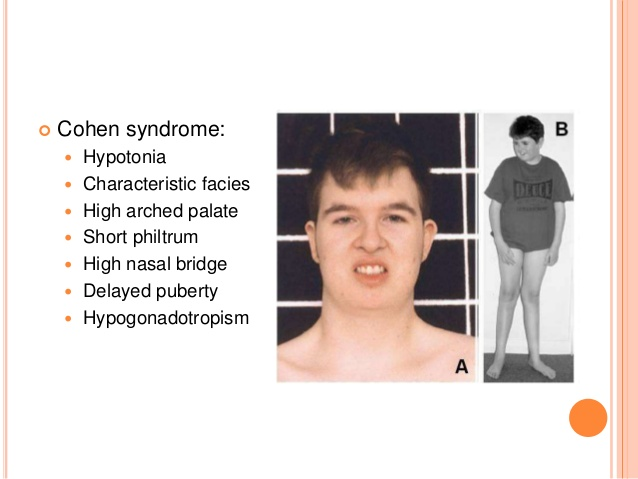 Cohen syndrome:
Hypotonia
Characteristic facies
High arched palate
Short philtrum
High nasal bridge
Delayed puberty
Hypogonadotropism
A
B